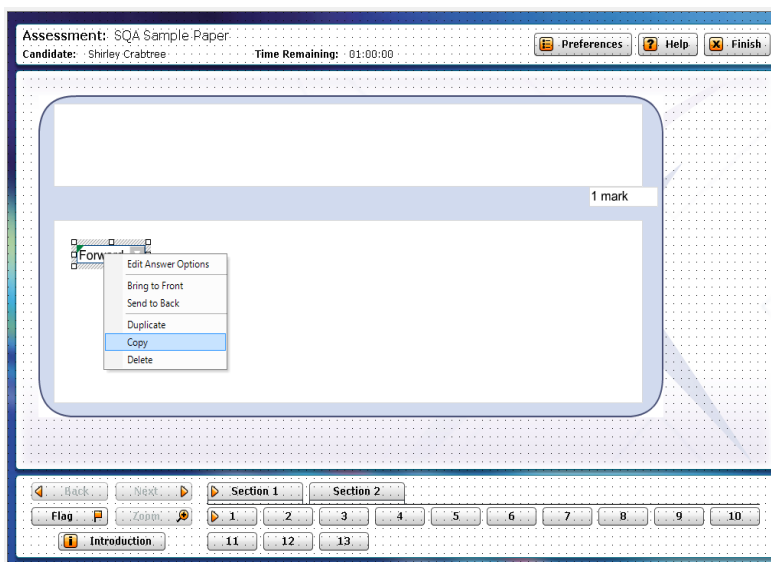 Assessment: SQA Sample Paper
Candidate: Shirley Crabtree
Time Remaining: 01:00:00
Preferences
Help
Finish
1 mark
Edit Answer Options
Bring to Front
Send to Back
Duplicate
Copy
Delete
Back
Next
Section 1
Section 2
Flag
Zoom
1 2 3 4 5 6 7 8 9 10
Introduction
11 12 13